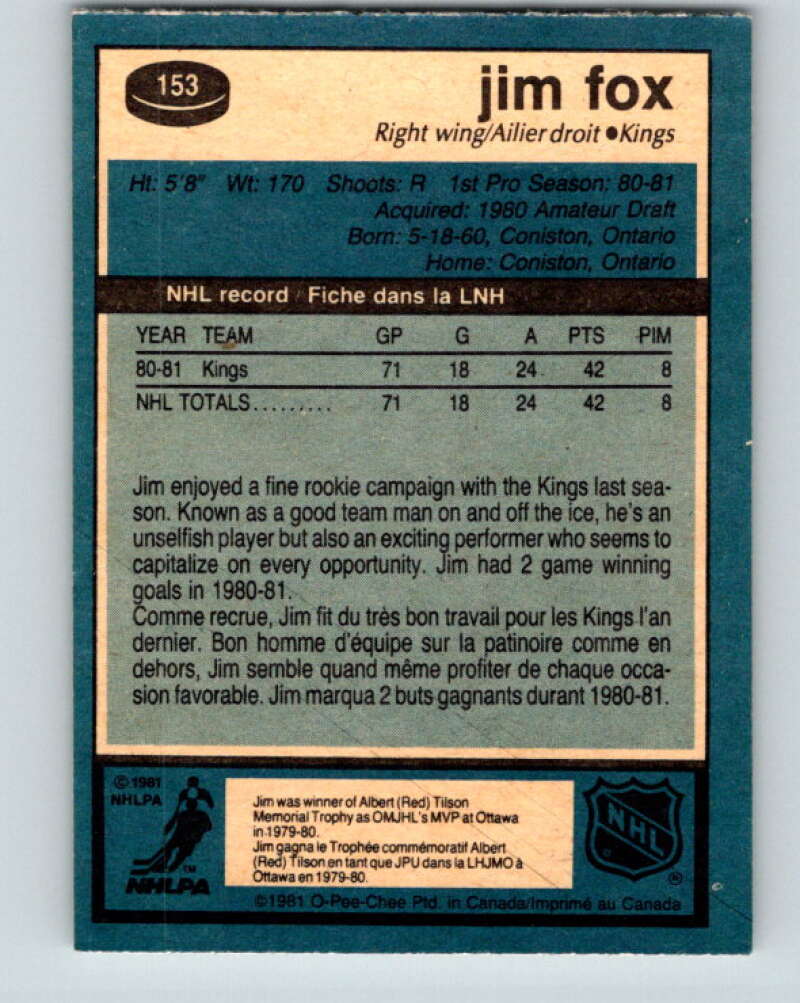 153
jim fox
Right wing/Ailier droit ●Kings
Ht: 5'8" Wt: 170 Shoots: R 1st Pro Season: 80-81
Acquired: 1980 Amateur Draft
Born: 5-18-60, Coniston, Ontario
Home: Coniston, Ontario
NHL record / Fiche dans la LNH
YEAR TEAM GP G A PTS PIM
80-81 Kings 71 18 24 42 8
NHL TOTALS......... 71 18 24 42 8
Jim enjoyed a fine rookie campaign with the Kings last sea-
son. Known as a good team man on and off the ice, he's an
unselfish player but also an exciting performer who seems to
capitalize on every opportunity. Jim had 2 game winning
goals in 1980-81.
Comme recrue, Jim fit du très bon travail pour les Kings l'an
dernier. Bon homme d'équipe sur la patinoire comme en
dehors, Jim semble quand même profiter de chaque occa-
sion favorable. Jim marqua 2 buts gagnants durant 1980-81.
© 1981
NHLPA
TM
NHLPA
Jim was winner of Albert (Red) Tilson
Memorial Trophy as OMJHL's MVP at Ottawa
in 1979-80.
Jim gagna le Trophée commémoratif Albert
(Red) Tilson en tant que JPU dans la LHJMO à
Ottawa en 1979-80.
NHL
®
©1981 O-Pee-Chee Ptd. in Canada/Imprimé au Canada